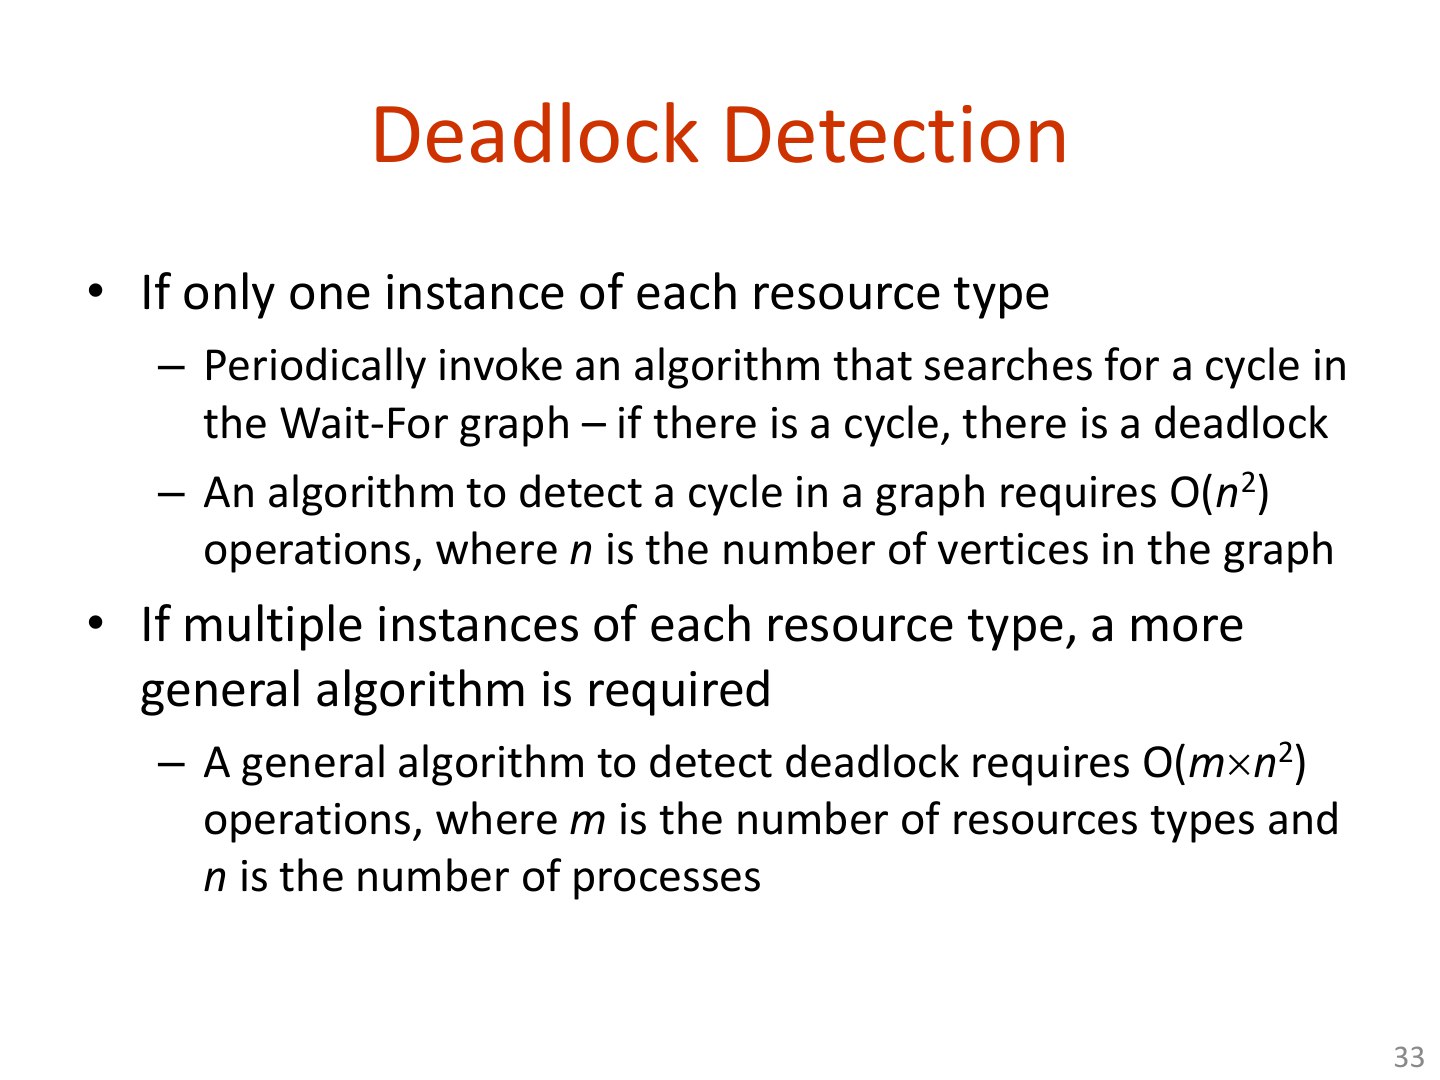 Deadlock Detection
• If only one instance of each resource type
– Periodically invoke an algorithm that searches for a cycle in
the Wait-For graph – if there is a cycle, there is a deadlock
– An algorithm to detect a cycle in a graph requires O(n²)
operations, where n is the number of vertices in the graph
• If multiple instances of each resource type, a more
general algorithm is required
– A general algorithm to detect deadlock requires O(m×n²)
operations, where m is the number of resources types and
n is the number of processes
33